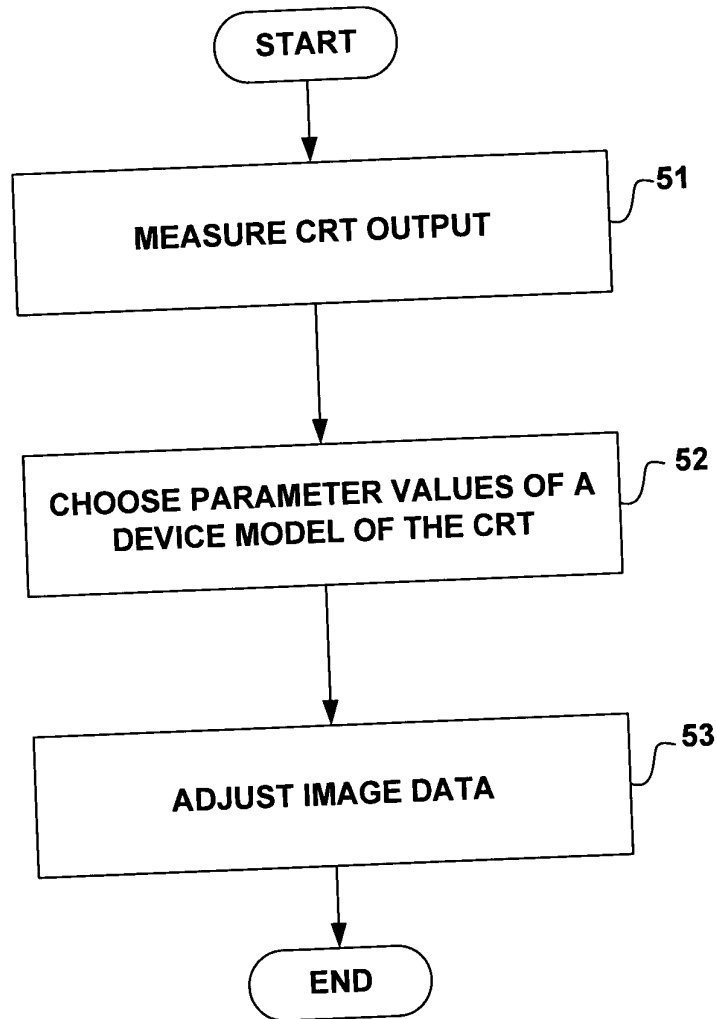 START
MEASURE CRT OUTPUT
51
CHOOSE PARAMETER VALUES OF A
DEVICE MODEL OF THE CRT
52
ADJUST IMAGE DATA
53
END